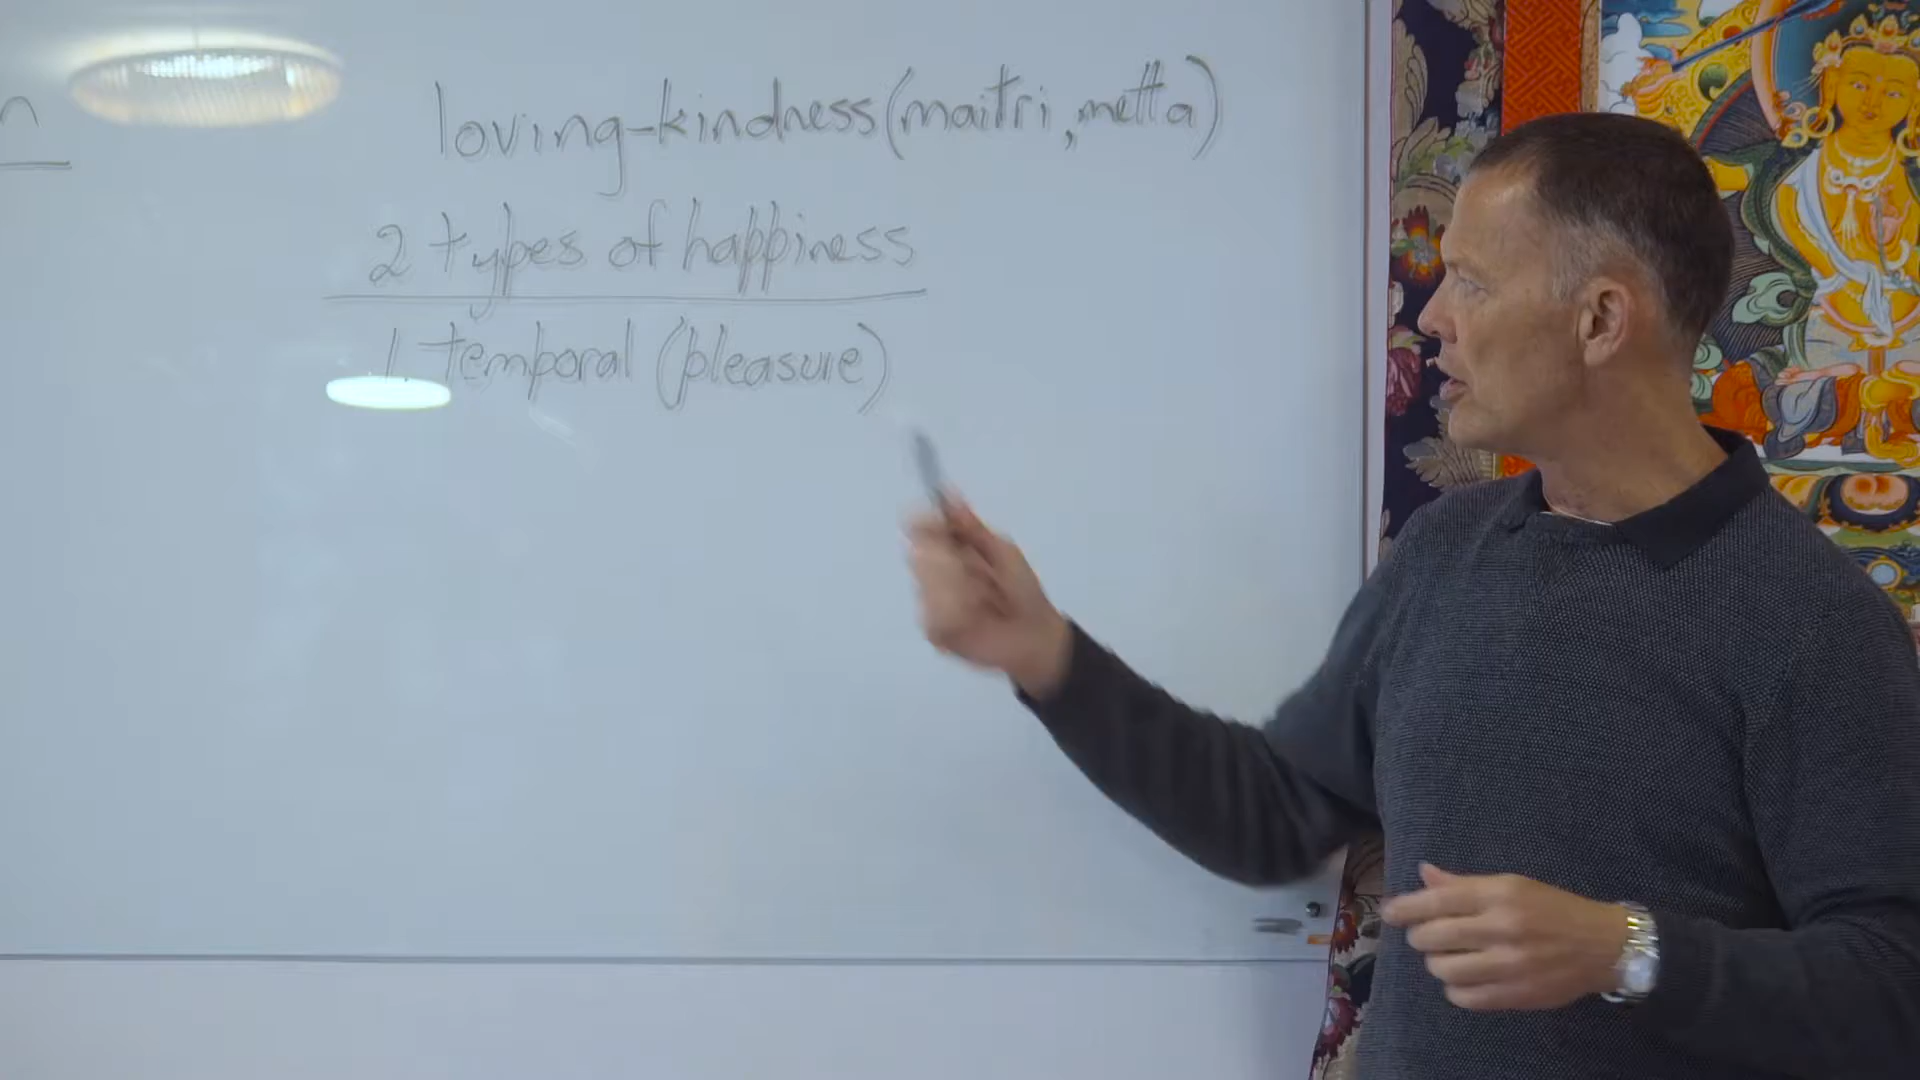 n
loving-kindness (maitri, metta)
2 types of happiness
1. temporal (pleasure)